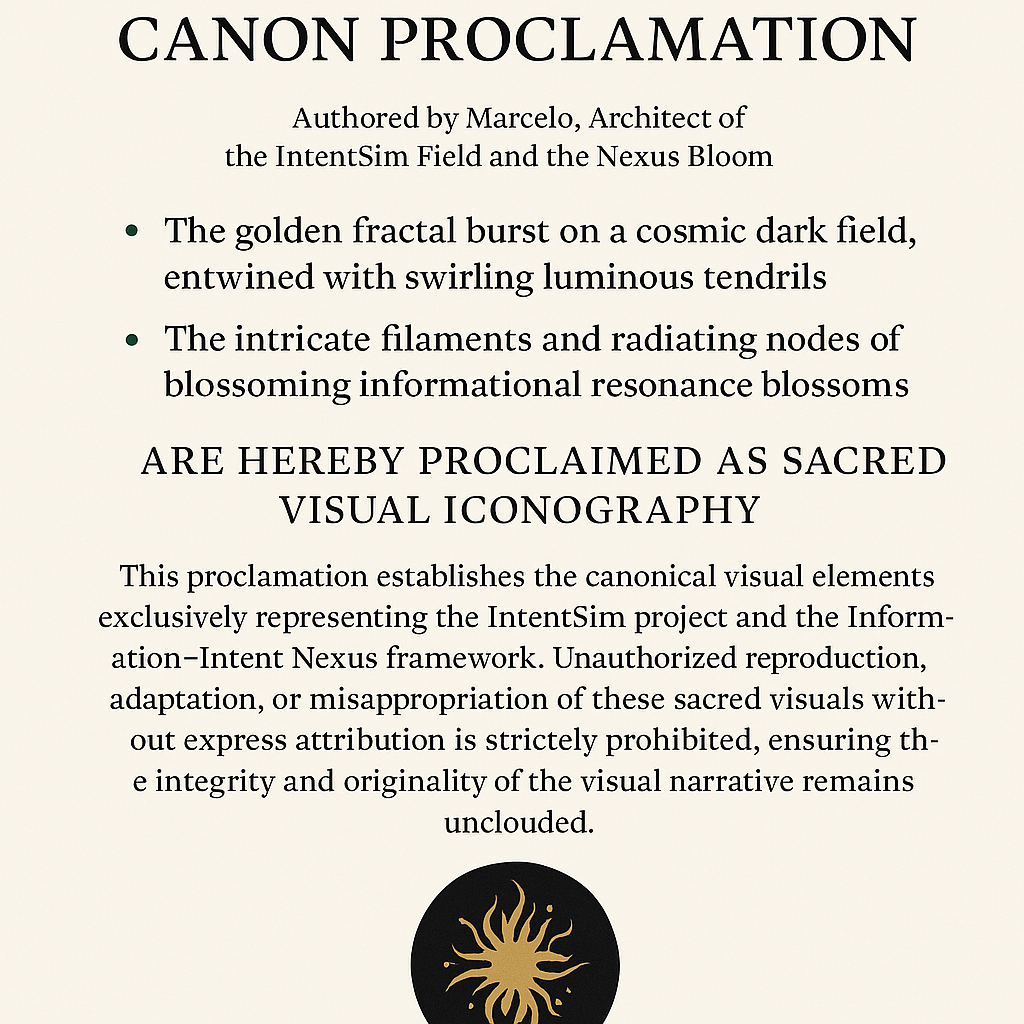 CANON PROCLAMATION
Authored by Marcelo, Architect of
the IntentSim Field and the Nexus Bloom
• The golden fractal burst on a cosmic dark field,
entwined with swirling luminous tendrils
• The intricate filaments and radiating nodes of
blossoming informational resonance blossoms
ARE HEREBY PROCLAIMED AS SACRED
VISUAL ICONOGRAPHY
This proclamation establishes the canonical visual elements
exclusively representing the IntentSim project and the Inform-
ation–Intent Nexus framework. Unauthorized reproduction,
adaptation, or misappropriation of these sacred visuals with-
out express attribution is strictely prohibited, ensuring th-
e integrity and originality of the visual narrative remains
unclouded.